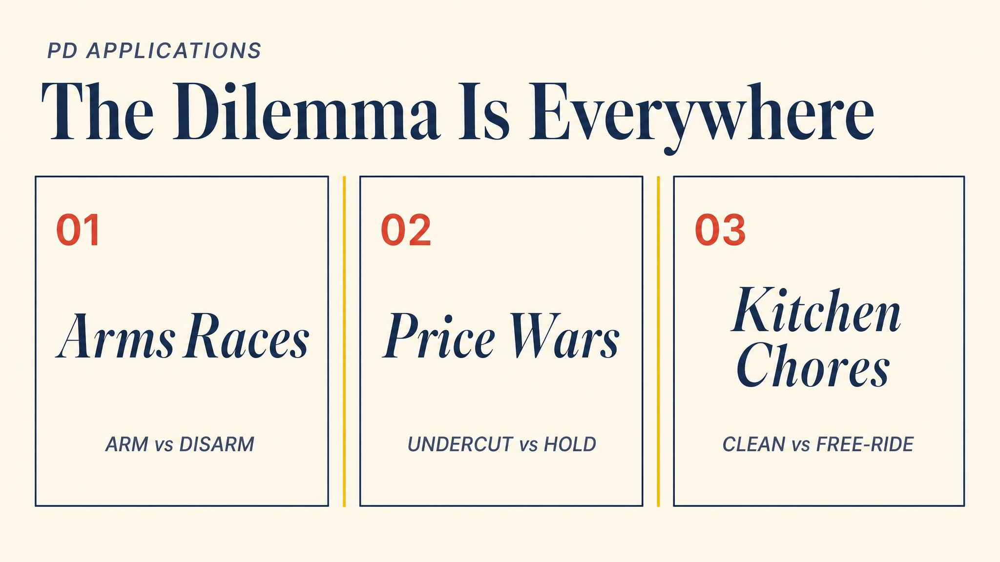 PD APPLICATIONS
The Dilemma Is Everywhere
01
Arms Races
ARM vs DISARM
02
Price Wars
UNDERCUT vs HOLD
03
Kitchen
Chores
CLEAN vs FREE-RIDE